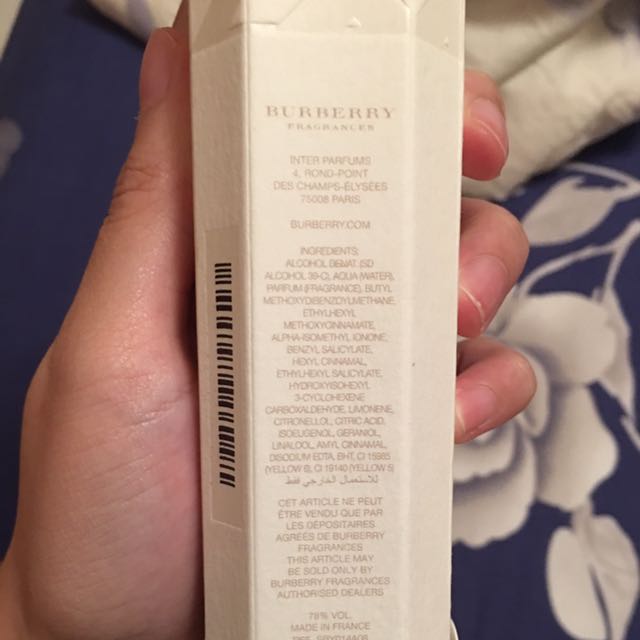 BURBERRY
FRAGRANCES
INTER PARFUMS
4, ROND-POINT
DES CHAMPS-ÉLYSÉES
75008 PARIS
BURBERRY.COM
INGREDIENTS:
ALCOHOL DENAT. (SD
ALCOHOL 39-C), AQUA (WATER),
PARFUM (FRAGRANCE), BUTYL
METHOXYDIBENZOYLMETHANE,
ETHYLHEXYL
METHOXYCINNAMATE,
ALPHA-ISOMETHYL IONONE,
BENZYL SALICYLATE,
HEXYL CINNAMAL,
ETHYLHEXYL SALICYLATE,
HYDROXYISOHEXYL
3-CYCLOHEXENE
CARBOXALDEHYDE, LIMONENE,
CITRONELLOL, CITRIC ACID,
ISOEUGENOL, GERANIOL,
LINALOOL, AMYL CINNAMAL,
DISODIUM EDTA, BHT, CI 15985
(YELLOW 6), CI 19140 (YELLOW 5)
للاستعمال الخارجي فقط
CET ARTICLE NE PEUT
ÊTRE VENDU QUE PAR
LES DÉPOSITAIRES
AGRÉÉS DE BURBERRY
FRAGRANCES
THIS ARTICLE MAY
BE SOLD ONLY BY
BURBERRY FRAGRANCES
AUTHORISED DEALERS
78% VOL.
MADE IN FRANCE